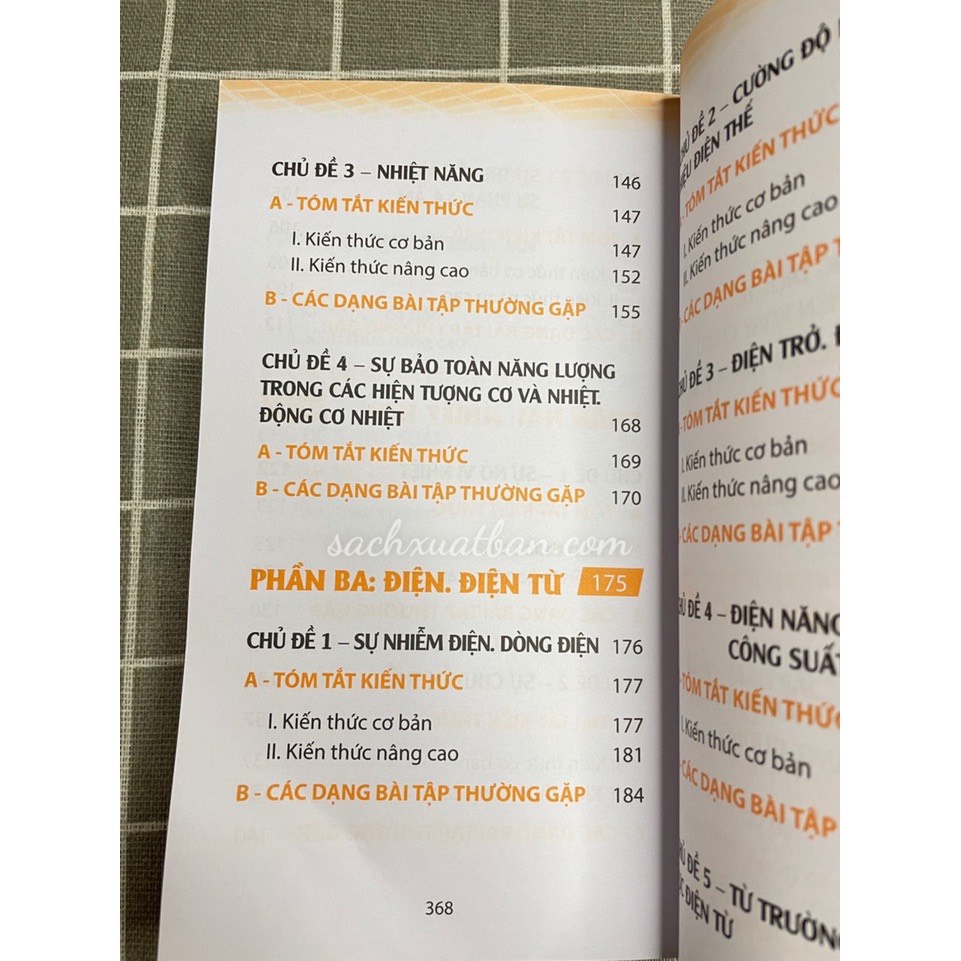 CHỦ ĐỀ 3 – NHIỆT NĂNG 146
A - TÓM TẮT KIẾN THỨC 147
I. Kiến thức cơ bản 147
II. Kiến thức nâng cao 152
B - CÁC DẠNG BÀI TẬP THƯỜNG GẶP 155
CHỦ ĐỀ 4 – SỰ BẢO TOÀN NĂNG LƯỢNG
TRONG CÁC HIỆN TƯỢNG CƠ VÀ NHIỆT.
ĐỘNG CƠ NHIỆT 168
A - TÓM TẮT KIẾN THỨC 169
B - CÁC DẠNG BÀI TẬP THƯỜNG GẶP 170
sachxuatban.com
PHẦN BA: ĐIỆN. ĐIỆN TỪ 175
CHỦ ĐỀ 1 – SỰ NHIỄM ĐIỆN. DÒNG ĐIỆN 176
A - TÓM TẮT KIẾN THỨC 177
I. Kiến thức cơ bản 177
II. Kiến thức nâng cao 181
B - CÁC DẠNG BÀI TẬP THƯỜNG GẶP 184
368
CHỦ ĐỀ 2 – CƯỜNG ĐỘ
ĐIỆN THẾ
- TÓM TẮT KIẾN THỨC
I. Kiến thức cơ bản
II. Kiến thức nâng cao
- CÁC DẠNG BÀI TẬP
CHỦ ĐỀ 3 – ĐIỆN TRỞ.
- TÓM TẮT KIẾN THỨC
I. Kiến thức cơ bản
II. Kiến thức nâng cao
- CÁC DẠNG BÀI TẬP
CHỦ ĐỀ 4 – ĐIỆN NĂNG
CÔNG SUẤT
- TÓM TẮT KIẾN THỨC
I. Kiến thức cơ bản
- CÁC DẠNG BÀI TẬP
ĐỀ 5 – TỪ TRƯỜNG
ĐIỆN TỪ